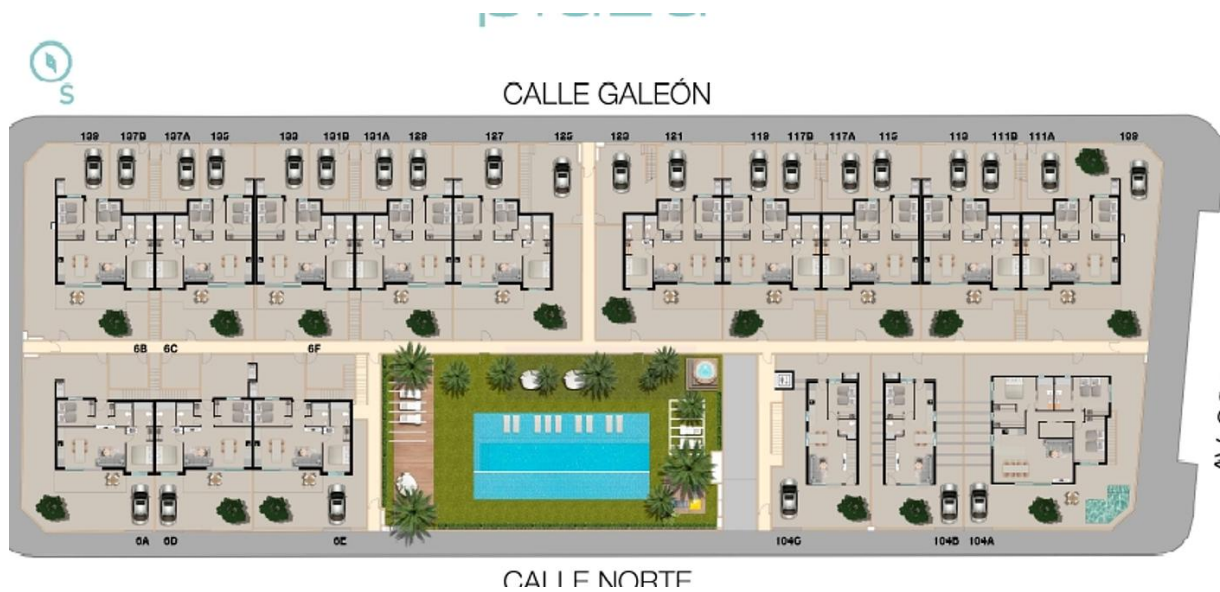 S
CALLE GALEÓN
139 137B 137A 135 133 131B 131A 129 127 125 123 121 119 117B 117A 115 113 111B 111A 109
6B 6C 6F
6A 6D 6E 104C 104B 104A
CALLE NORTE